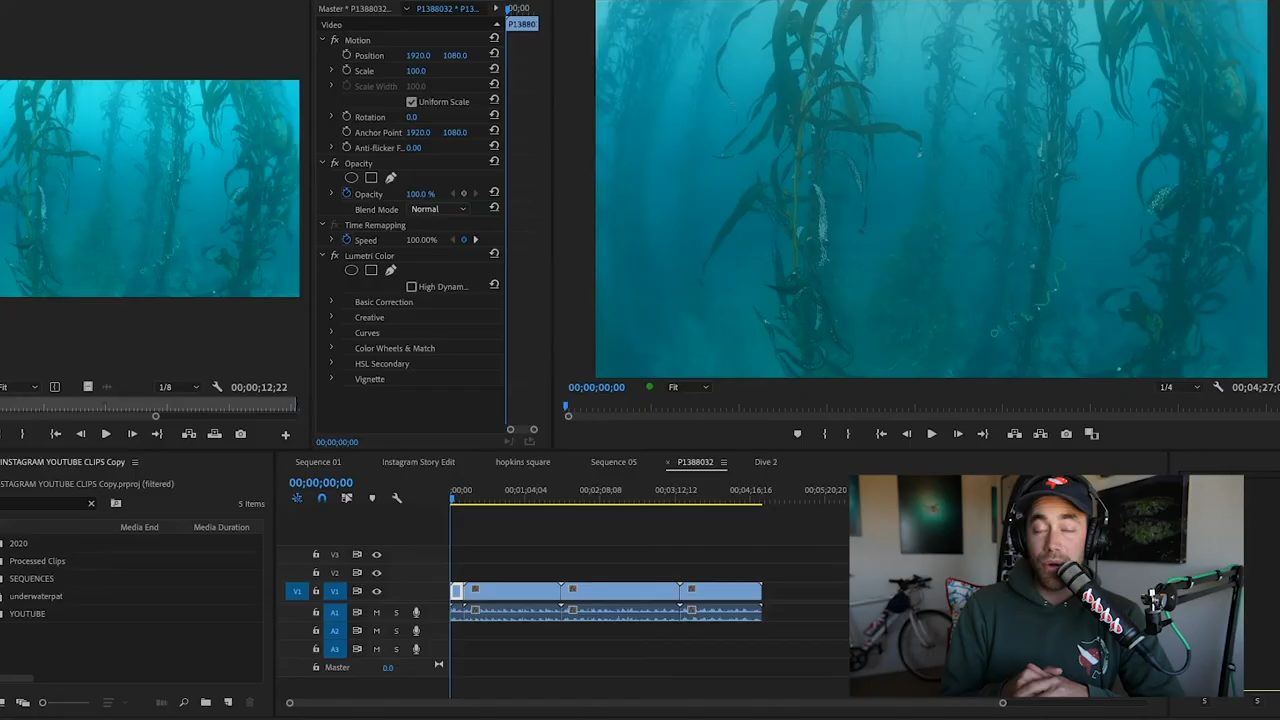 Master * P1388032... P1388032 * P13... ;00;00
Video P13880
fx Motion
Position 1920.0 1080.0
Scale 100.0
Scale Width 100.0
Uniform Scale
Rotation 0.0
Anchor Point 1920.0 1080.0
Anti-flicker F... 0.00
fx Opacity
Opacity 100.0 %
Blend Mode Normal
fx Time Remapping
Speed 100.00%
fx Lumetri Color
High Dynam...
Basic Correction
Creative
Curves
Color Wheels & Match
HSL Secondary
Vignette
Fit 1/8 00;00;12;22
00;00;00;00 Fit 1/4 00;04;27;0
00;00;00;00
INSTAGRAM YOUTUBE CLIPS Copy
INSTAGRAM YOUTUBE CLIPS Copy.prproj (filtered)
5 Items
Media End Media Duration
2020
Processed Clips
SEQUENCES
underwaterpat
YOUTUBE
Sequence 01 Instagram Story Edit hopkins square Sequence 05 × P1388032 Dive 2
00;00;00;00
;00;00 00;01;04;04 00;02;08;08 00;03;12;12 00;04;16;16 00;05;20;20
V3
V2
V1 V1
A1 M S
A2 M S
A3 M S
Master 0.0
S S